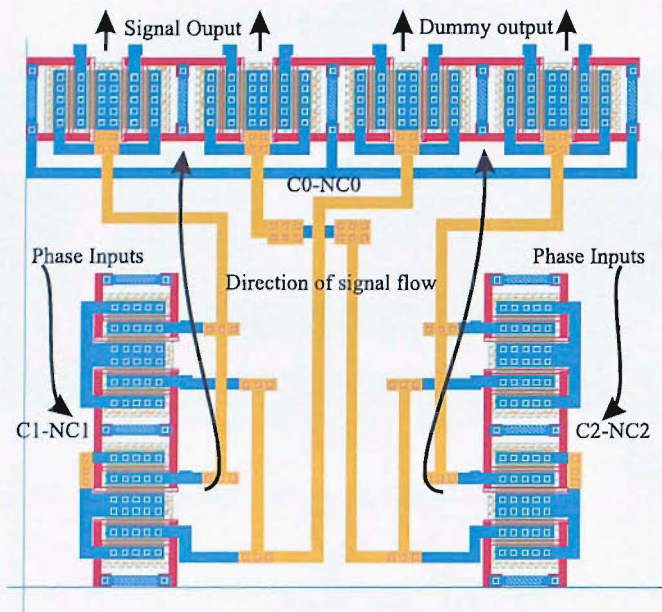 Signal Ouput
Dummy output
C0-NC0
Phase Inputs
Phase Inputs
Direction of signal flow
C1-NC1
C2-NC2